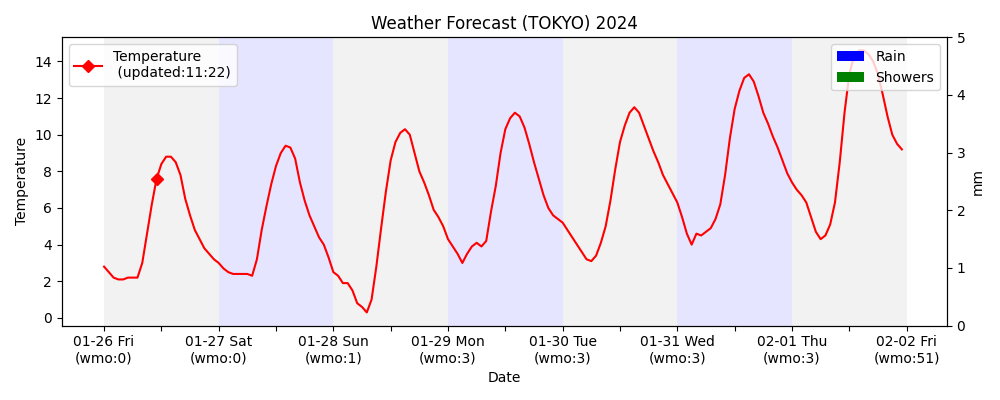 Weather Forecast (TOKYO) 2024
Temperature
(updated:11:22)
Rain
Showers
Temperature
14
12
10
8
6
4
2
0
5
4
3
2
1
0
mm
01-26 Fri
(wmo:0)
01-27 Sat
(wmo:0)
01-28 Sun
(wmo:1)
01-29 Mon
(wmo:3)
01-30 Tue
(wmo:3)
01-31 Wed
(wmo:3)
02-01 Thu
(wmo:3)
02-02 Fri
(wmo:51)
Date